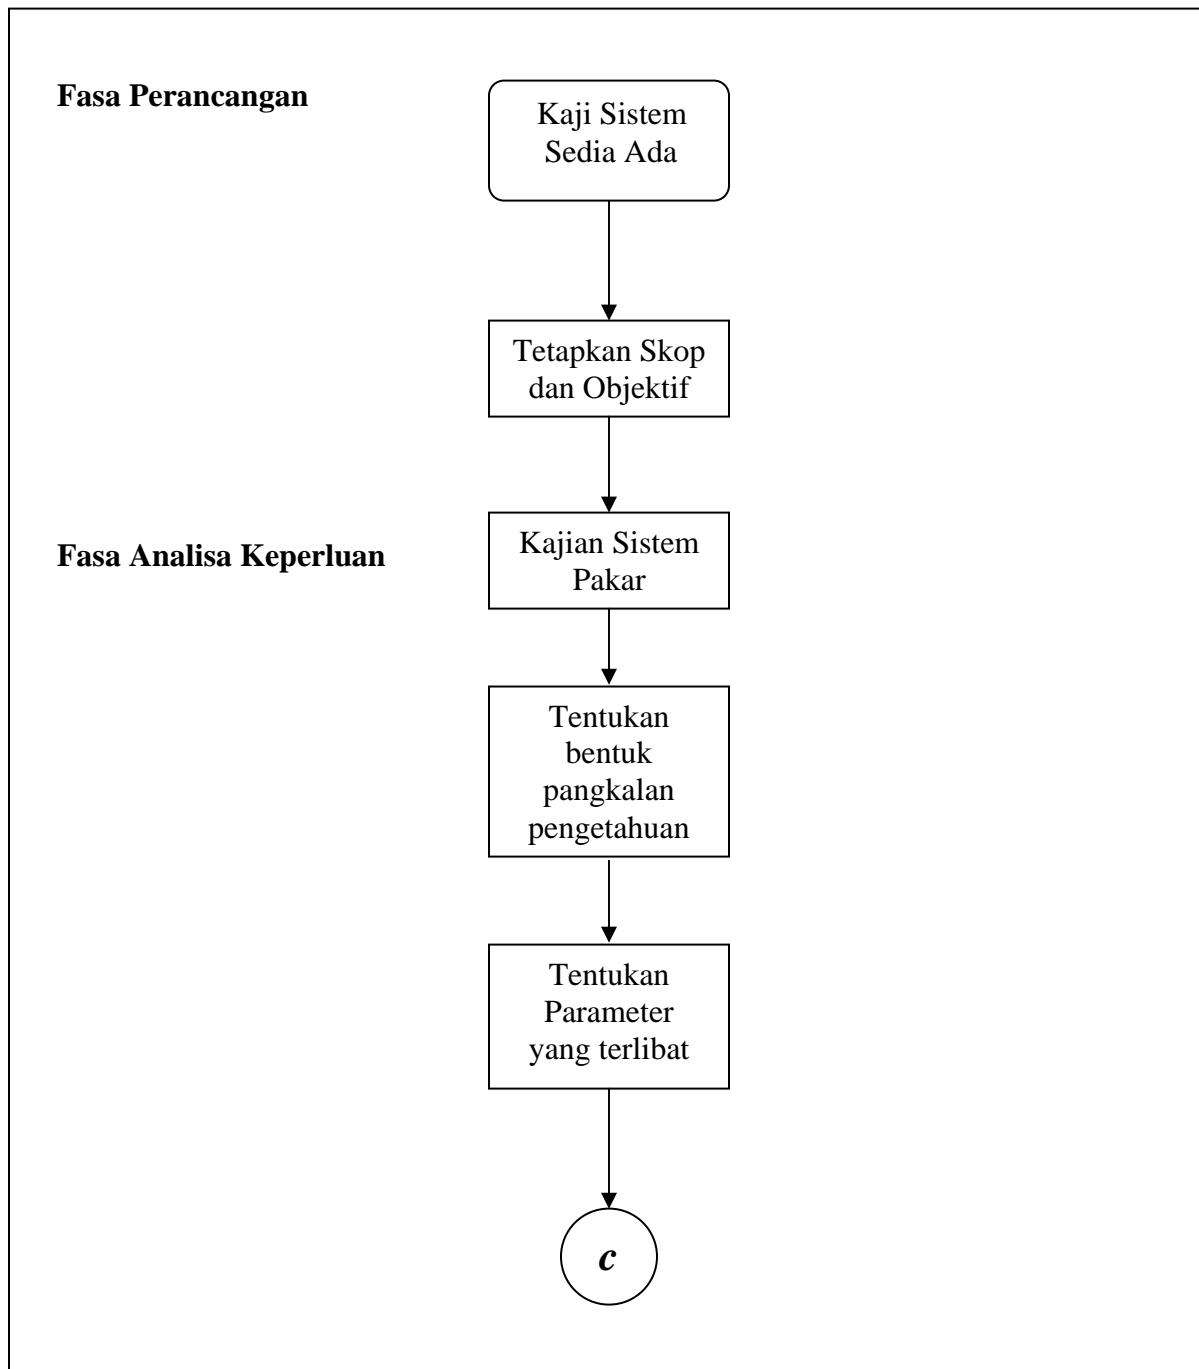 Fasa Perancangan
Kaji Sistem
Sedia Ada
Tetapkan Skop
dan Objektif
Fasa Analisa Keperluan
Kajian Sistem
Pakar
Tentukan
bentuk
pangkalan
pengetahuan
Tentukan
Parameter
yang terlibat
c